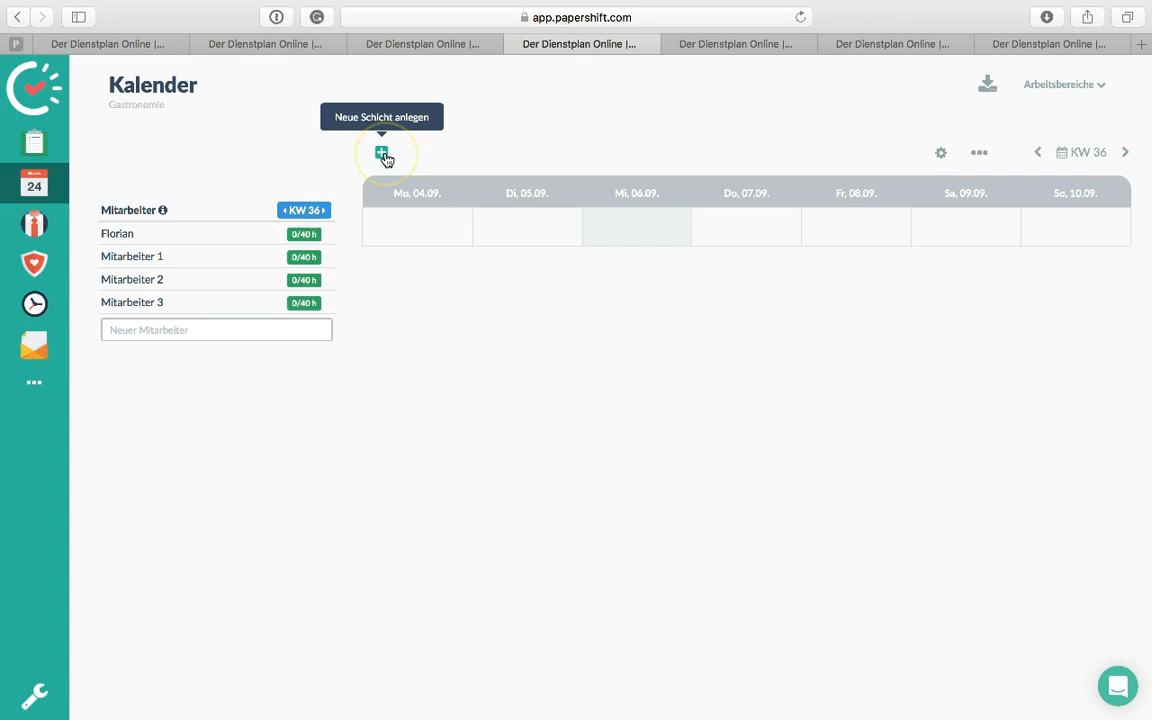 app.papershift.com
P
Der Dienstplan Online |...
Der Dienstplan Online |...
Der Dienstplan Online |...
Der Dienstplan Online |...
Der Dienstplan Online |...
Der Dienstplan Online |...
Der Dienstplan Online |...
Kalender
Gastronomie
Neue Schicht anlegen
Arbeitsbereiche
KW 36
24
Mo, 04.09.
Di, 05.09.
Mi, 06.09.
Do, 07.09.
Fr, 08.09.
Sa, 09.09.
So, 10.09.
Mitarbeiter
KW 36
Florian
0/40 h
Mitarbeiter 1
0/40 h
Mitarbeiter 2
0/40 h
Mitarbeiter 3
0/40 h
Neuer Mitarbeiter